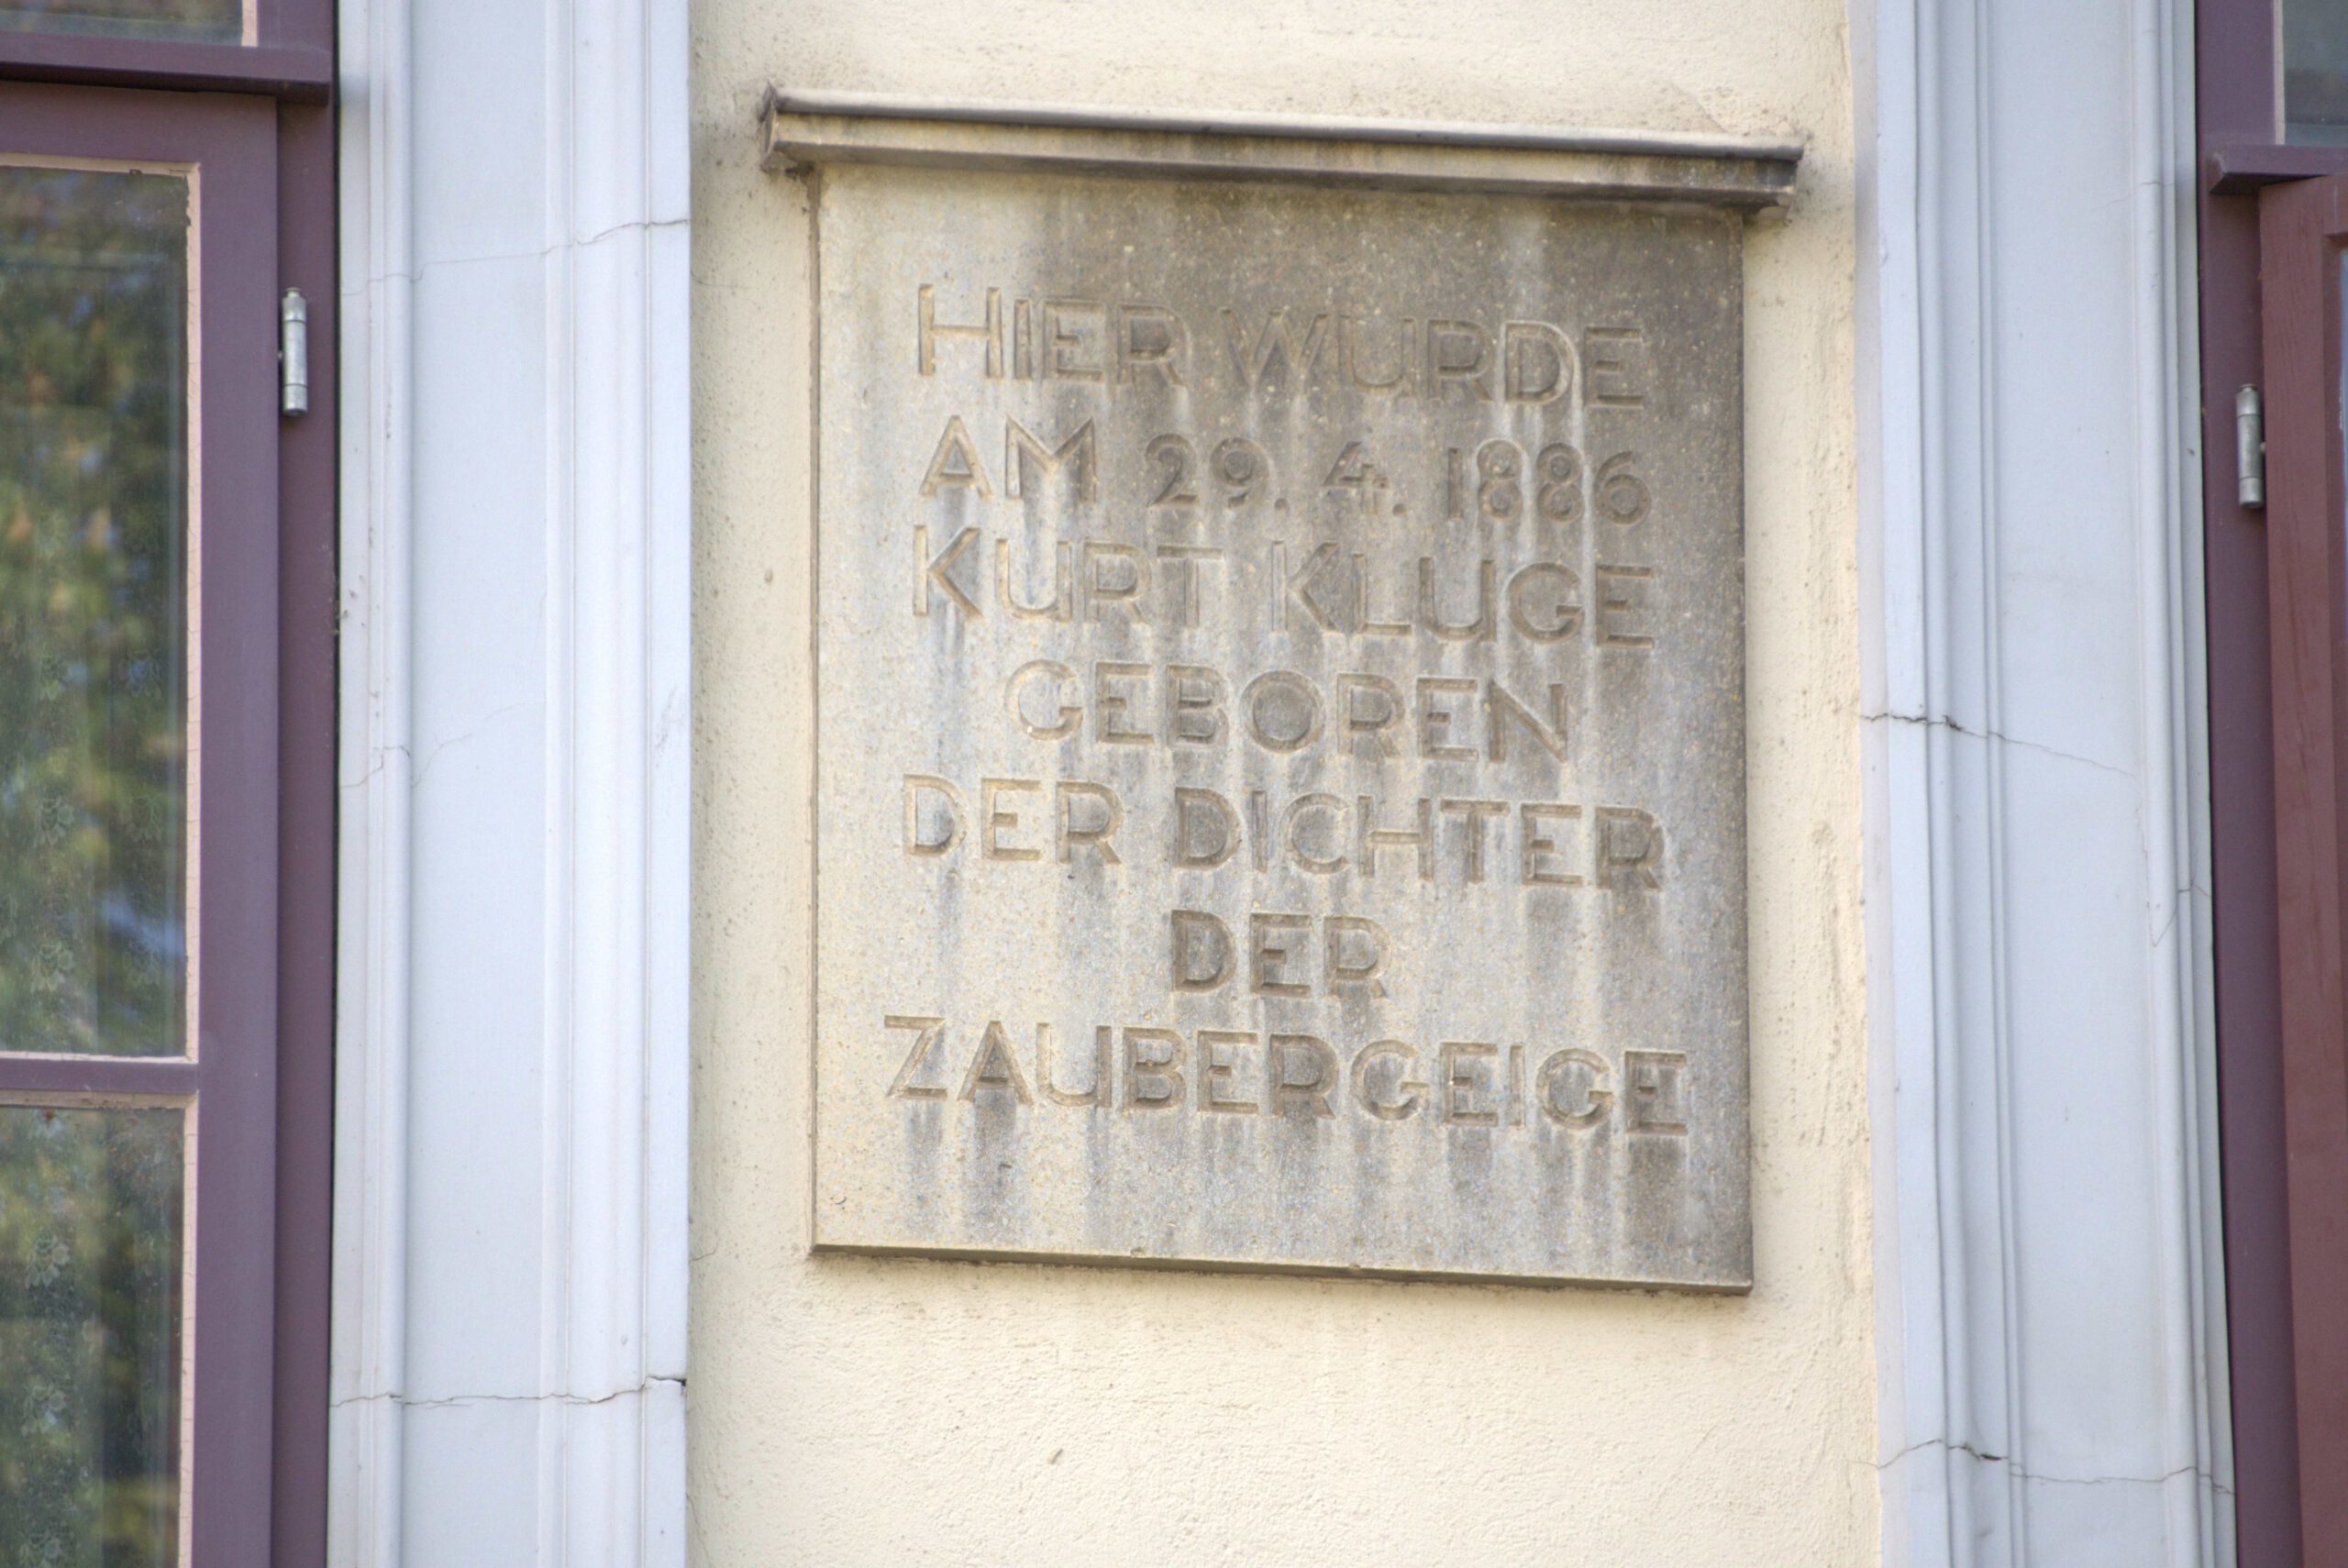 HIER WURDE
AM 29. 4. 1886
KURT KLUGE
GEBOREN
DER DICHTER
DER
ZAUBERGEIGE